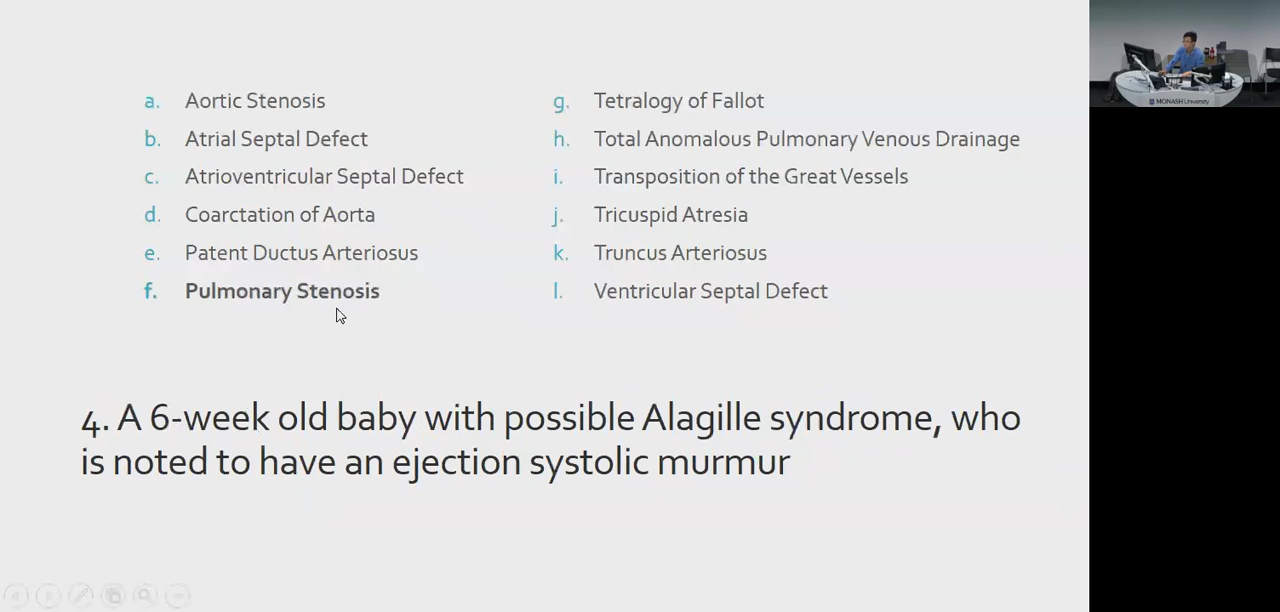 a. Aortic Stenosis
b. Atrial Septal Defect
c. Atrioventricular Septal Defect
d. Coarctation of Aorta
e. Patent Ductus Arteriosus
f. Pulmonary Stenosis
g. Tetralogy of Fallot
h. Total Anomalous Pulmonary Venous Drainage
i. Transposition of the Great Vessels
j. Tricuspid Atresia
k. Truncus Arteriosus
l. Ventricular Septal Defect
4. A 6-week old baby with possible Alagille syndrome, who
is noted to have an ejection systolic murmur
MONASH University